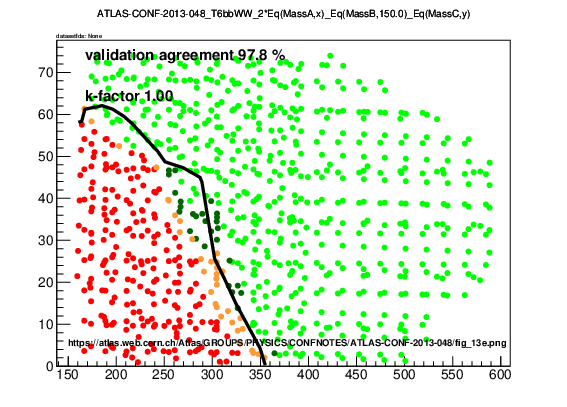 ATLAS-CONF-2013-048_T6bbWW_2*Eq(MassA,x)_Eq(MassB,150.0)_Eq(MassC,y)
datasetIds: None
validation agreement 97.8 %
k-factor 1.00
70
60
50
40
30
20
10
https://atlas.web.cern.ch/Atlas/GROUPS/PHYSICS/CONFNOTES/ATLAS-CONF-2013-048/fig_13e.png
0
150 200 250 300 350 400 450 500 550 600